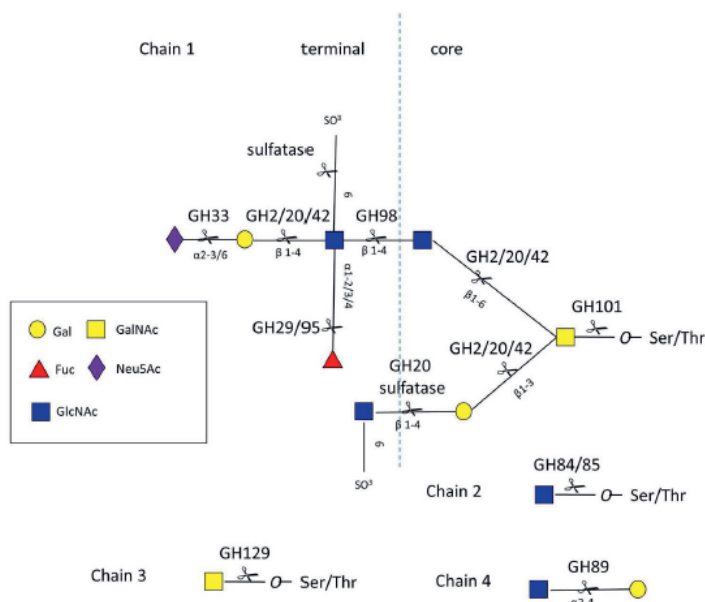 Chain 1 terminal core
SO³
sulfatase
6
GH33 GH2/20/42 GH98
α2-3/6 β 1-4 β 1-4
GH2/20/42
β1-6
α1-2/3/4
GH101
O Ser/Thr
GH29/95
GH2/20/42
β1-3
GH20
sulfatase
β 1-4
6
SO³
Gal GalNAc
Fuc Neu5Ac
GlcNAc
Chain 2
GH84/85
O Ser/Thr
Chain 3
GH129
O Ser/Thr
Chain 4
GH89